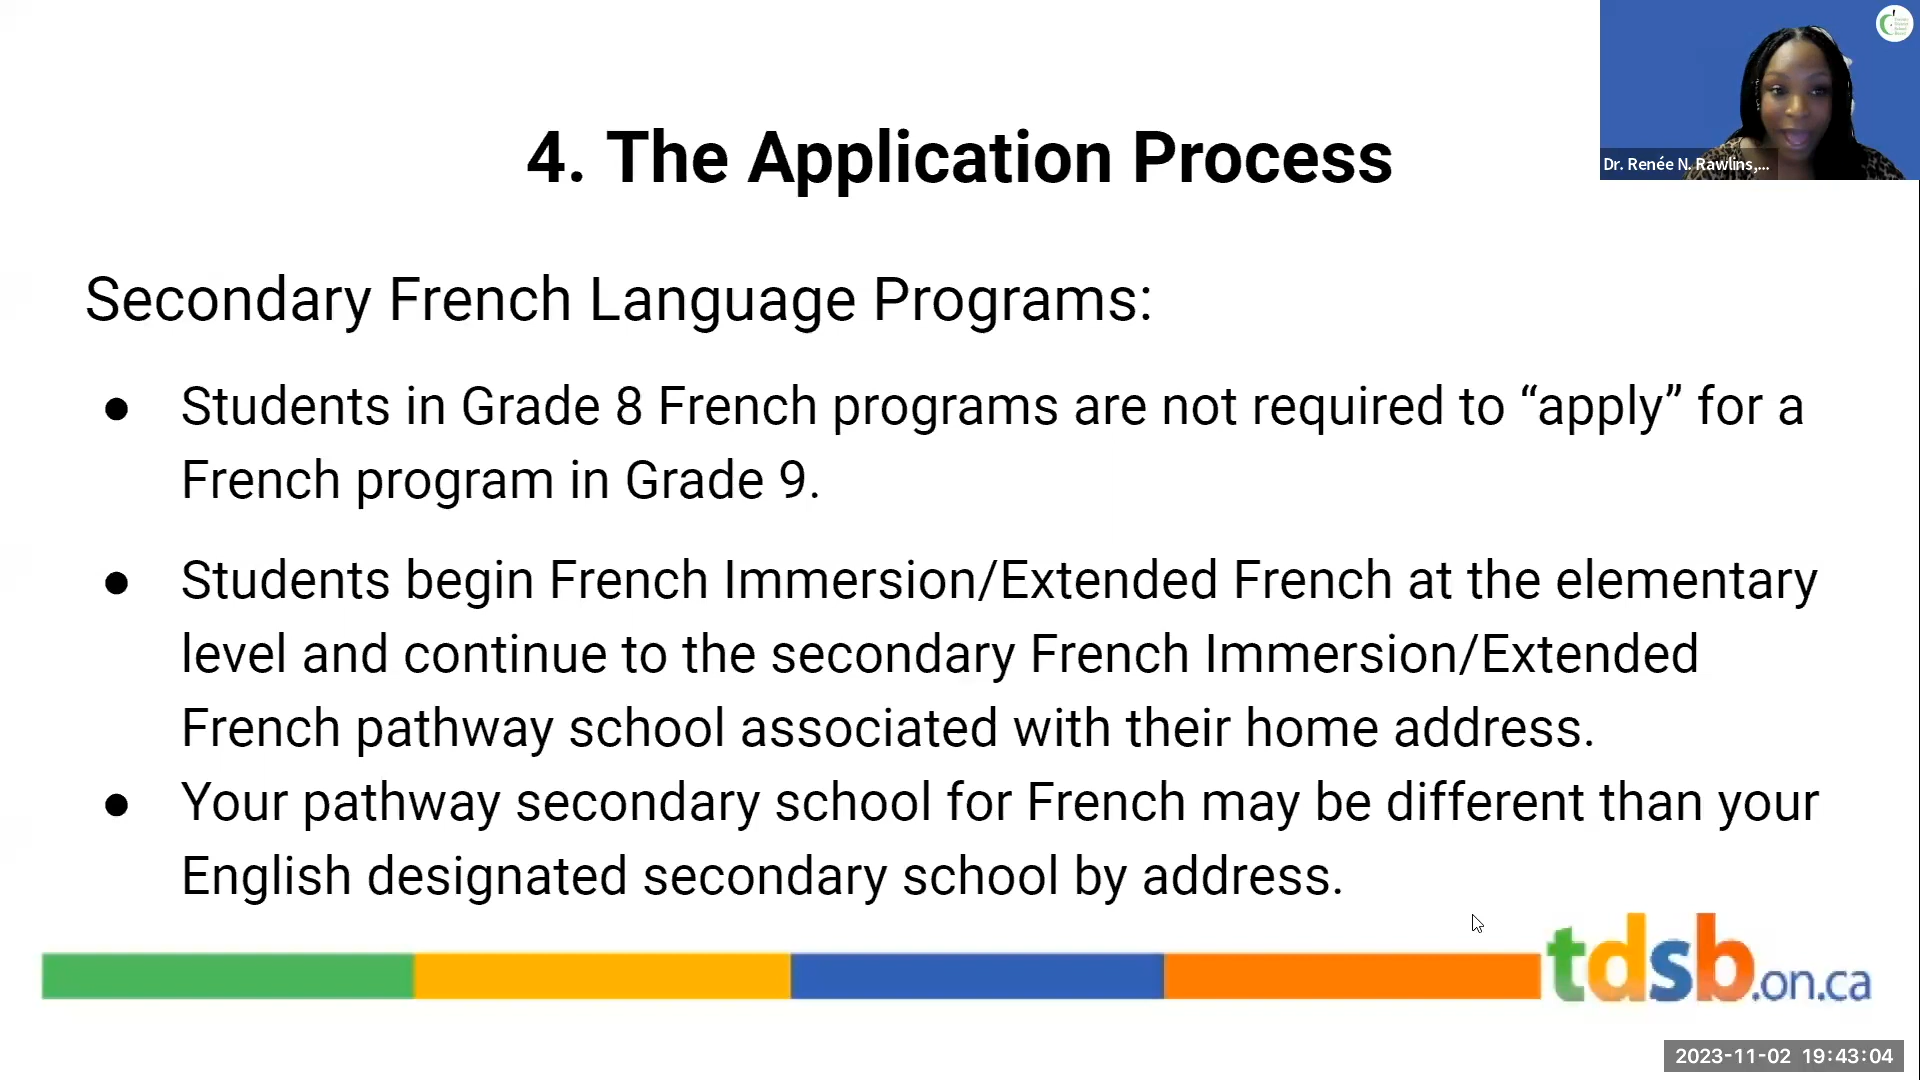 4. The Application Process
Dr. Renée N. Rawlins,...
Secondary French Language Programs:
● Students in Grade 8 French programs are not required to “apply” for a
French program in Grade 9.
● Students begin French Immersion/Extended French at the elementary
level and continue to the secondary French Immersion/Extended
French pathway school associated with their home address.
● Your pathway secondary school for French may be different than your
English designated secondary school by address.
tdsb.on.ca
2023-11-02 19:43:04